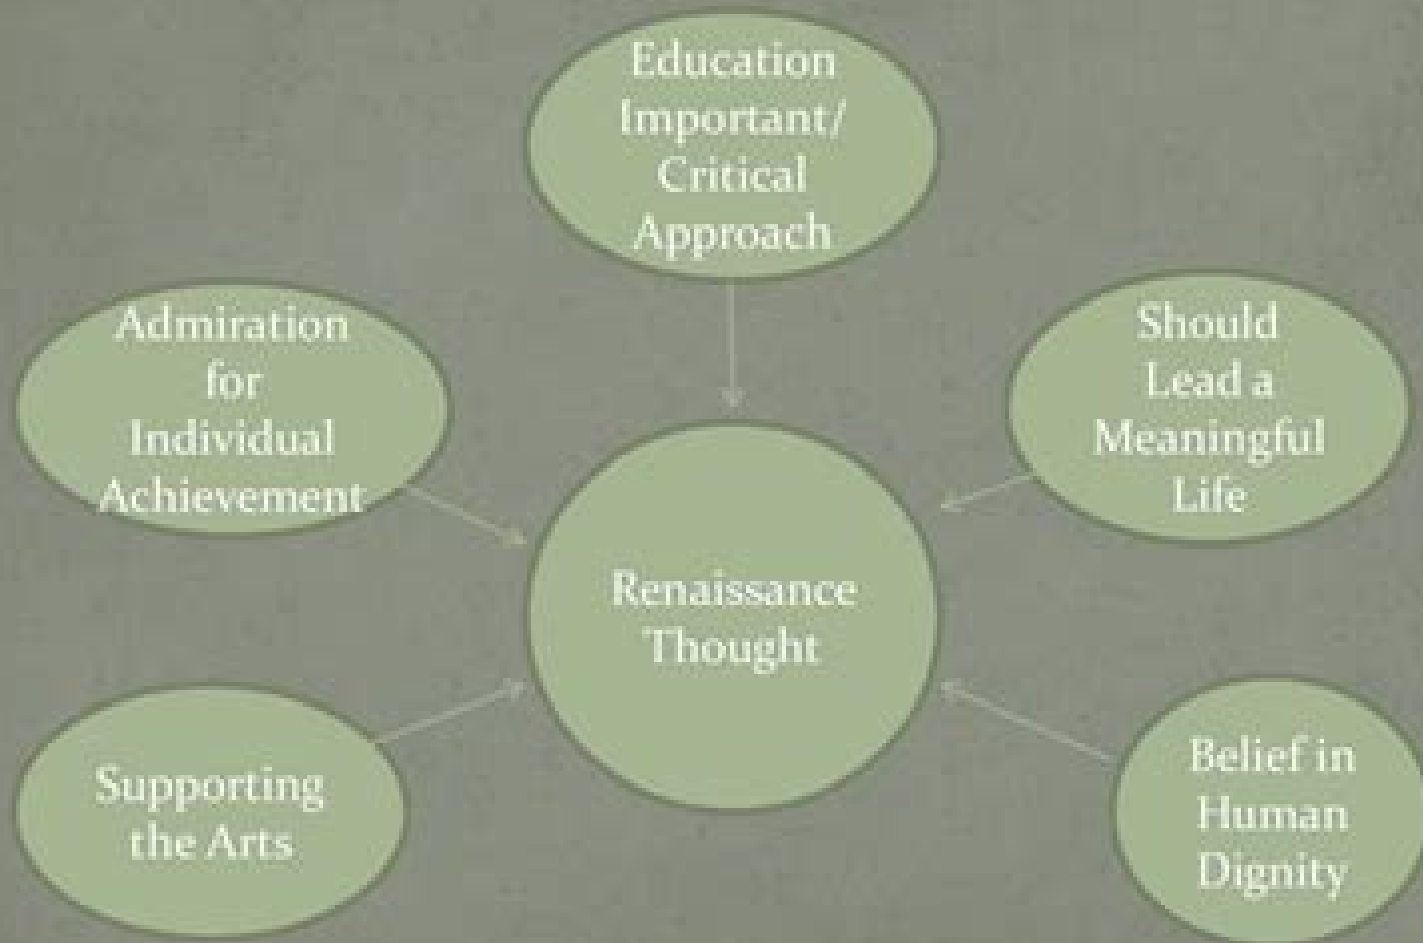 Education
Important/
Critical
Approach
Admiration
for
Individual
Achievement
Should
Lead a
Meaningful
Life
Renaissance
Thought
Supporting
the Arts
Belief in
Human
Dignity